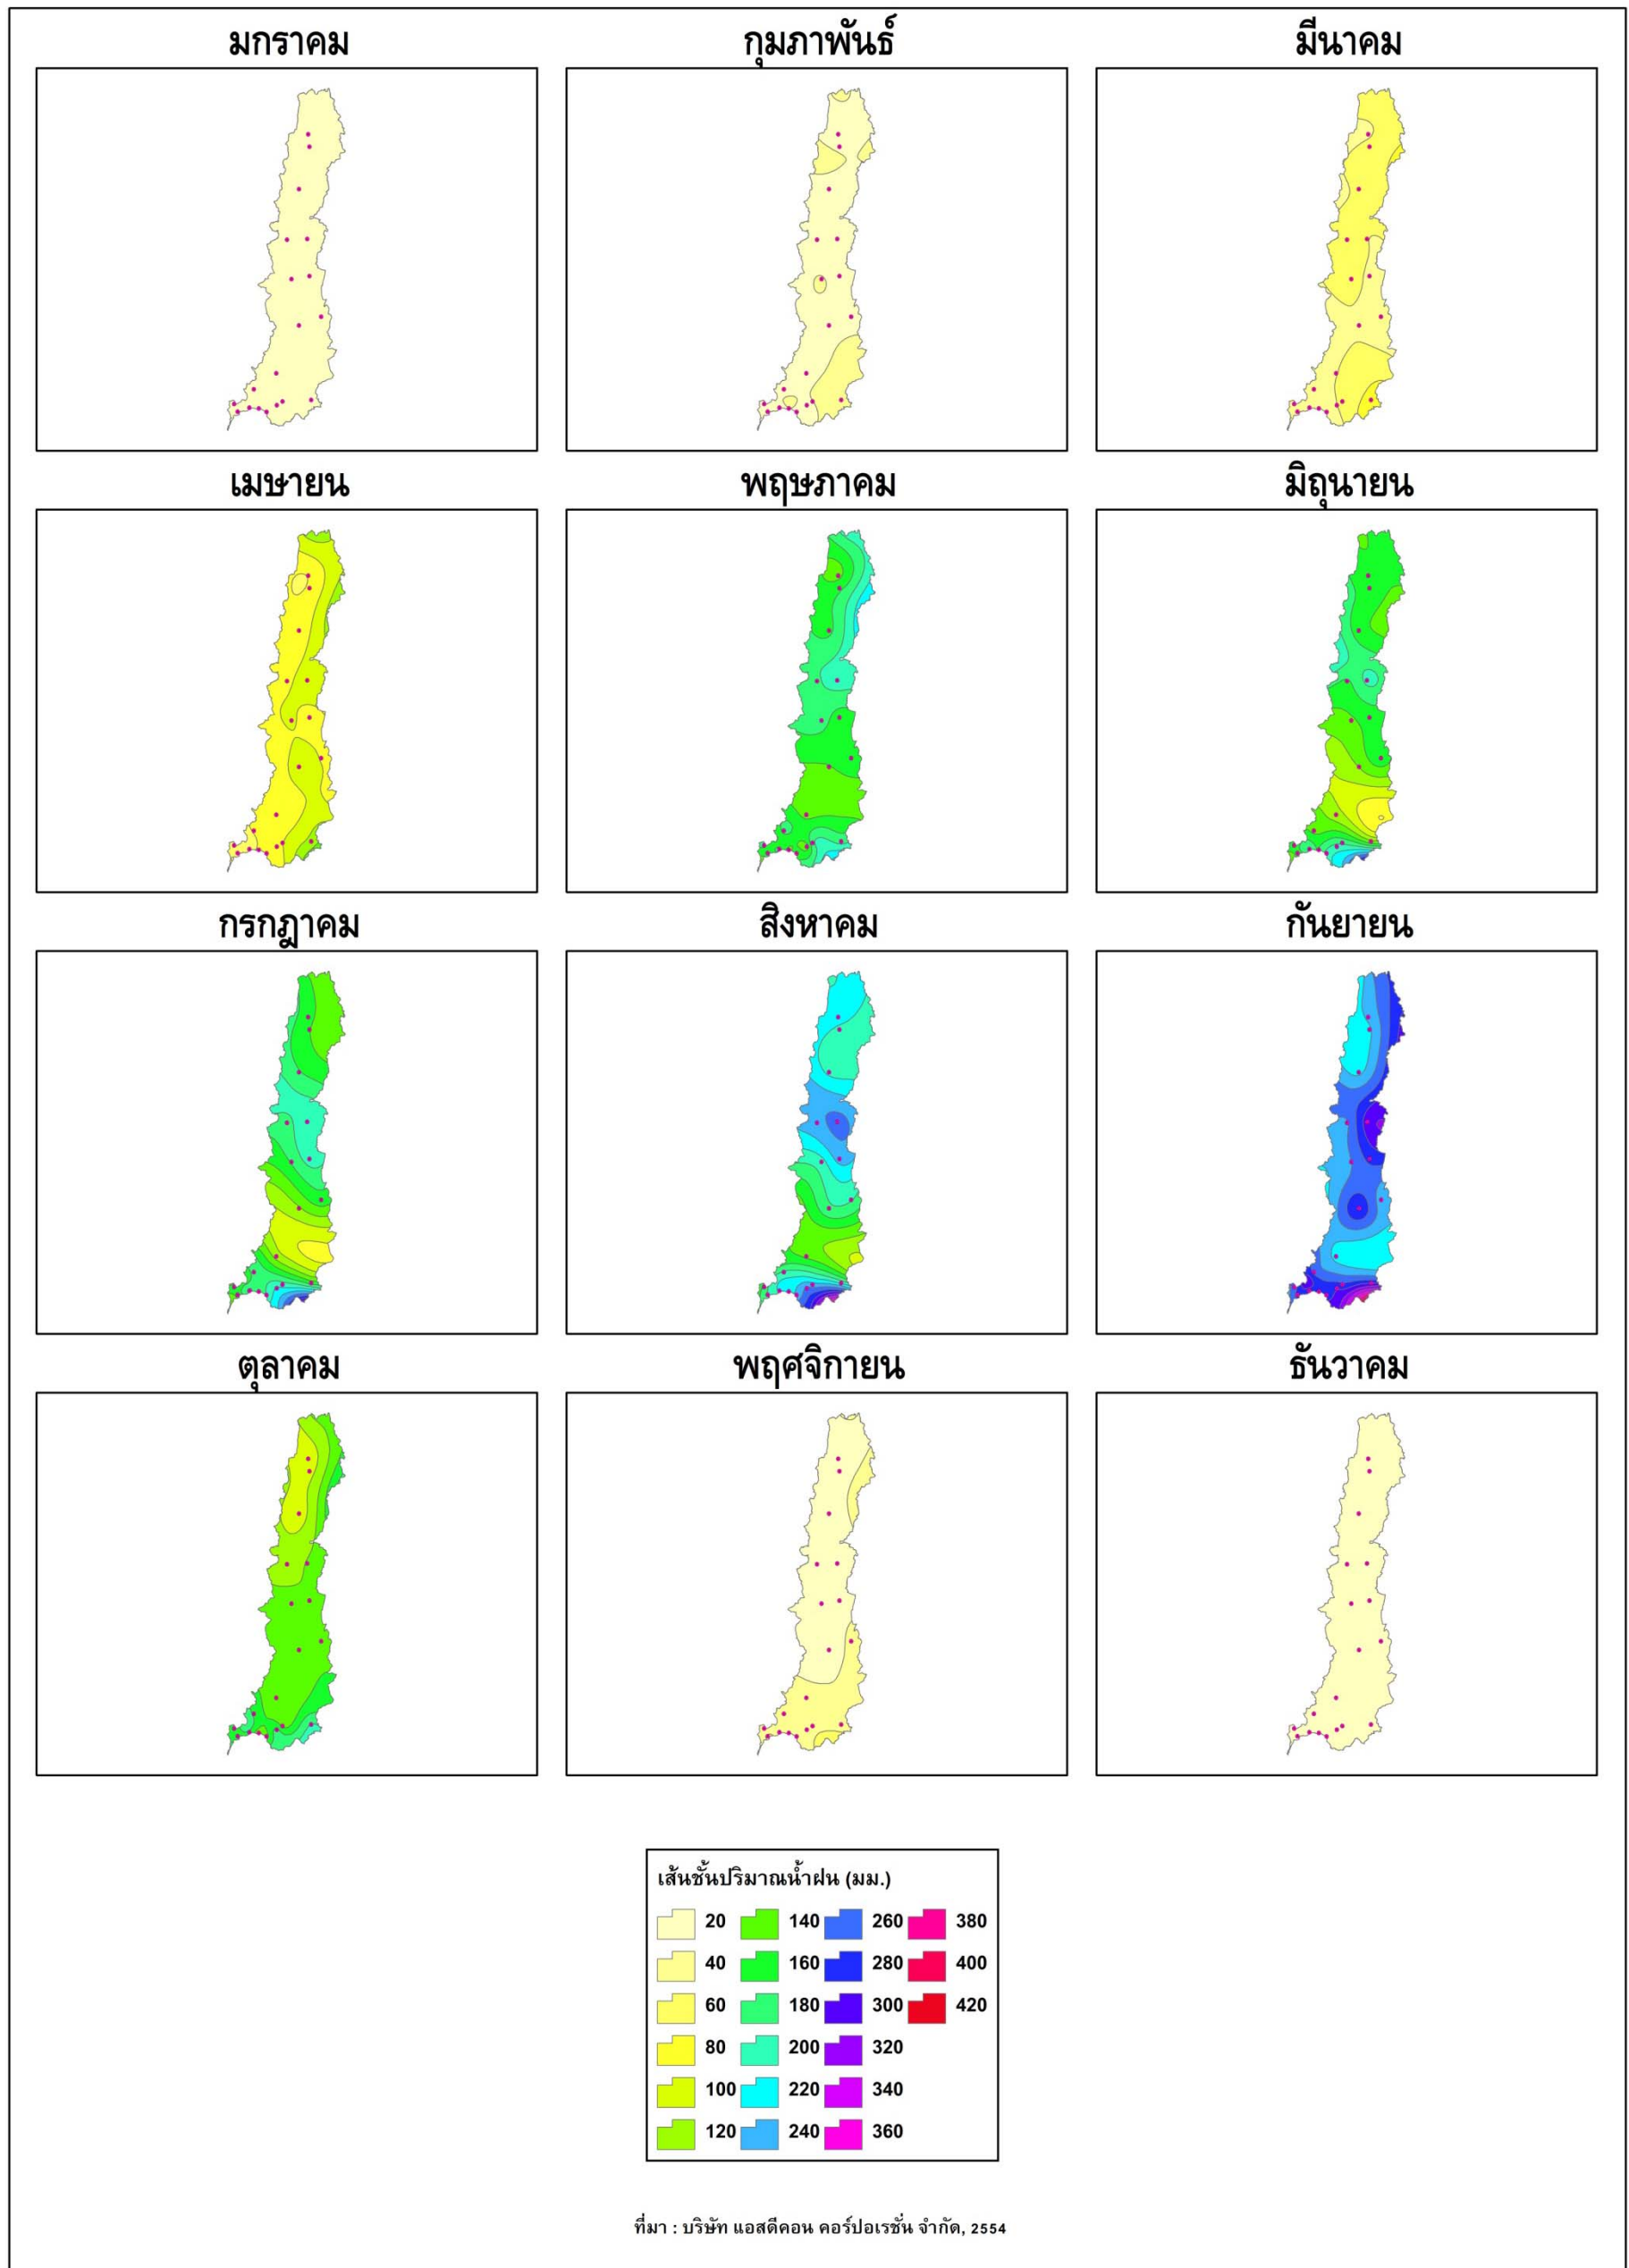 มกราคม
กุมภาพันธ์
มีนาคม
เมษายน
พฤษภาคม
มิถุนายน
กรกฎาคม
สิงหาคม
กันยายน
ตุลาคม
พฤศจิกายน
ธันวาคม
เส้นชั้นปริมาณน้ำฝน (มม.)
20 140 260 380
40 160 280 400
60 180 300 420
80 200 320
100 220 340
120 240 360
ที่มา : บริษัท แอสดีคอน คอร์ปอเรชั่น จำกัด, 2554